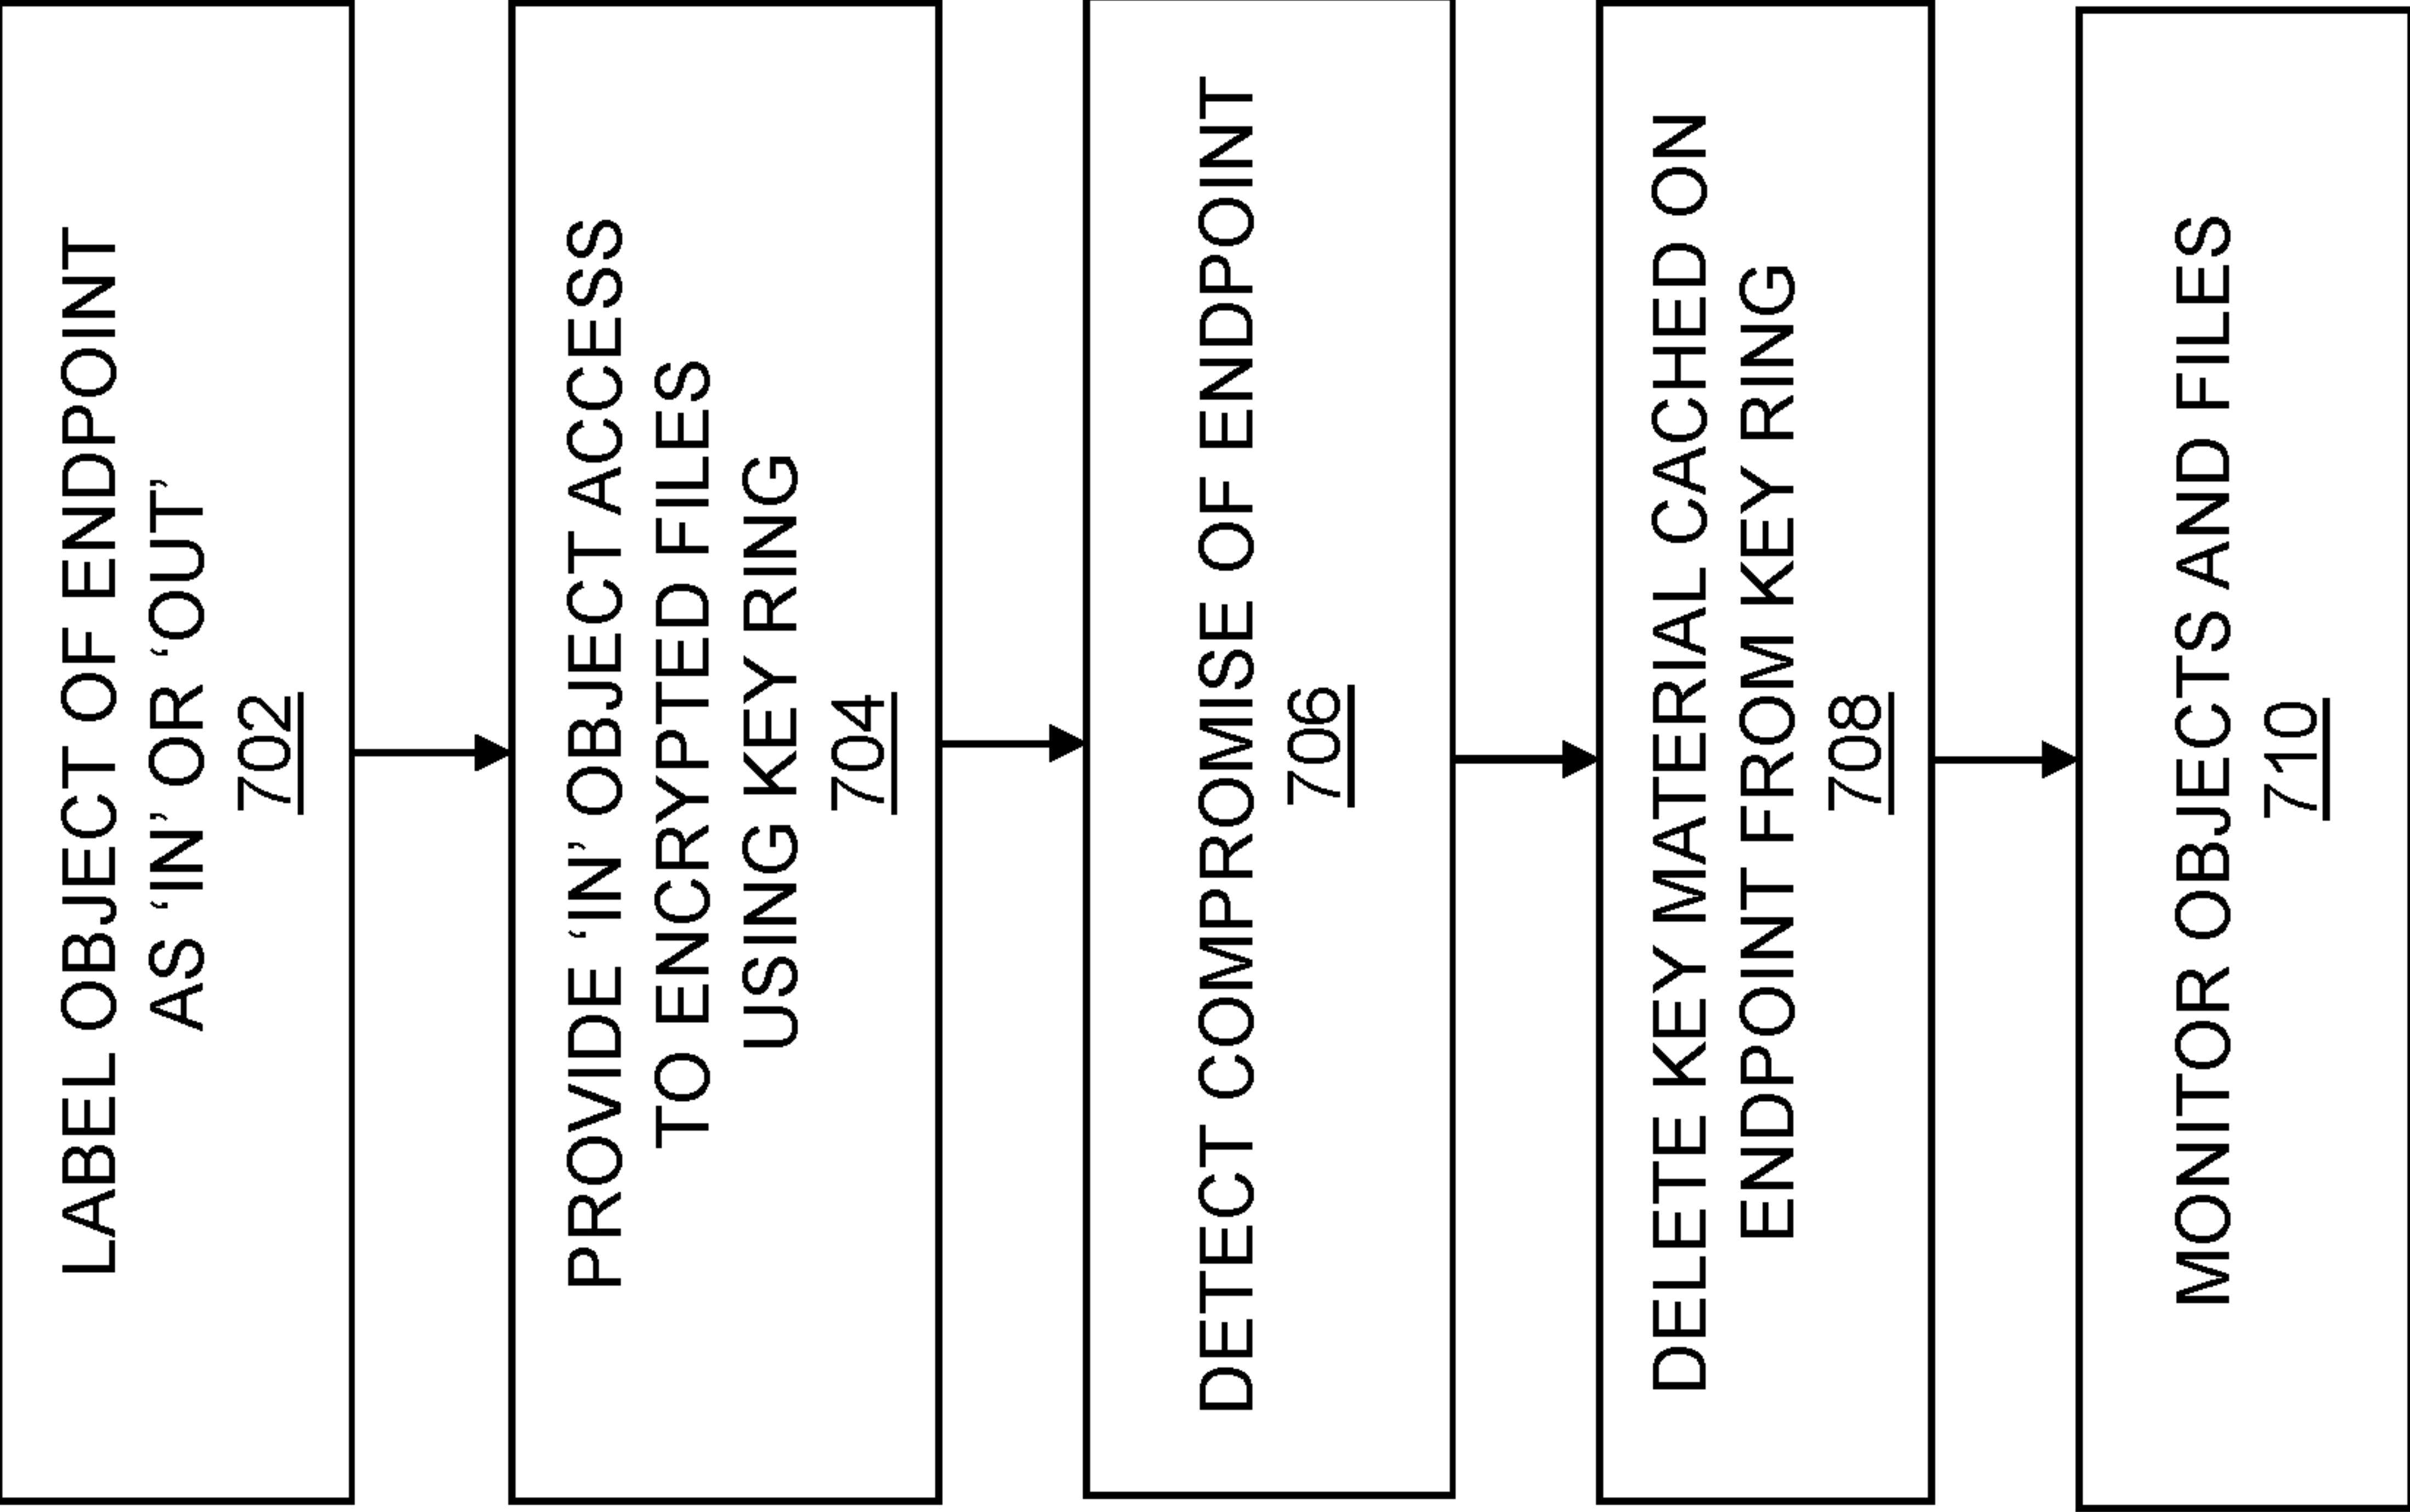 LABEL OBJECT OF ENDPOINT
AS ‘IN’ OR ‘OUT’
702
PROVIDE ‘IN’ OBJECT ACCESS
TO ENCRYPTED FILES
USING KEY RING
704
DETECT COMPROMISE OF ENDPOINT
706
DELETE KEY MATERIAL CACHED ON
ENDPOINT FROM KEY RING
708
MONITOR OBJECTS AND FILES
710